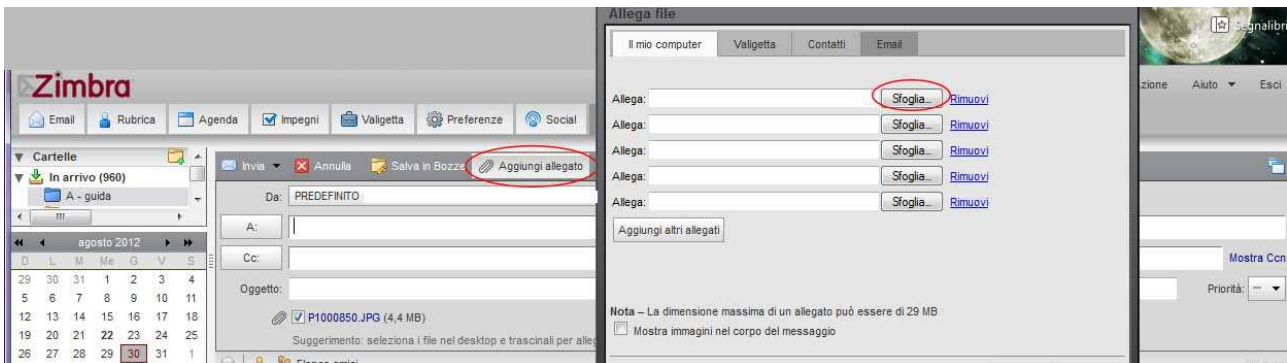 Allega file
Segnalibri
Il mio computer Valigetta Contatti Email
Zimbra
zione Aiuto Esci
Email Rubrica Agenda Impegni Valigetta Preferenze Social
Allega: Sfoglia... Rimuovi
Allega: Sfoglia... Rimuovi
Allega: Sfoglia... Rimuovi
Allega: Sfoglia... Rimuovi
Allega: Sfoglia... Rimuovi
Aggiungi altri allegati
Nota – La dimensione massima di un allegato può essere di 29 MB
Mostra immagini nel corpo del messaggio
Cartelle
In arrivo (960)
A - guida
Invia Annulla Salva in Bozze Aggiungi allegato
Da: PREDEFINITO
A:
Cc:
Mostra Ccn
Oggetto:
Priorità: —
P1000850.JPG (4,4 MB)
Suggerimento: seleziona i file nel desktop e trascinali per alleg
Elenco amici
agosto 2012
D L M Me G V S
29 30 31 1 2 3 4
5 6 7 8 9 10 11
12 13 14 15 16 17 18
19 20 21 22 23 24 25
26 27 28 29 30 31 1